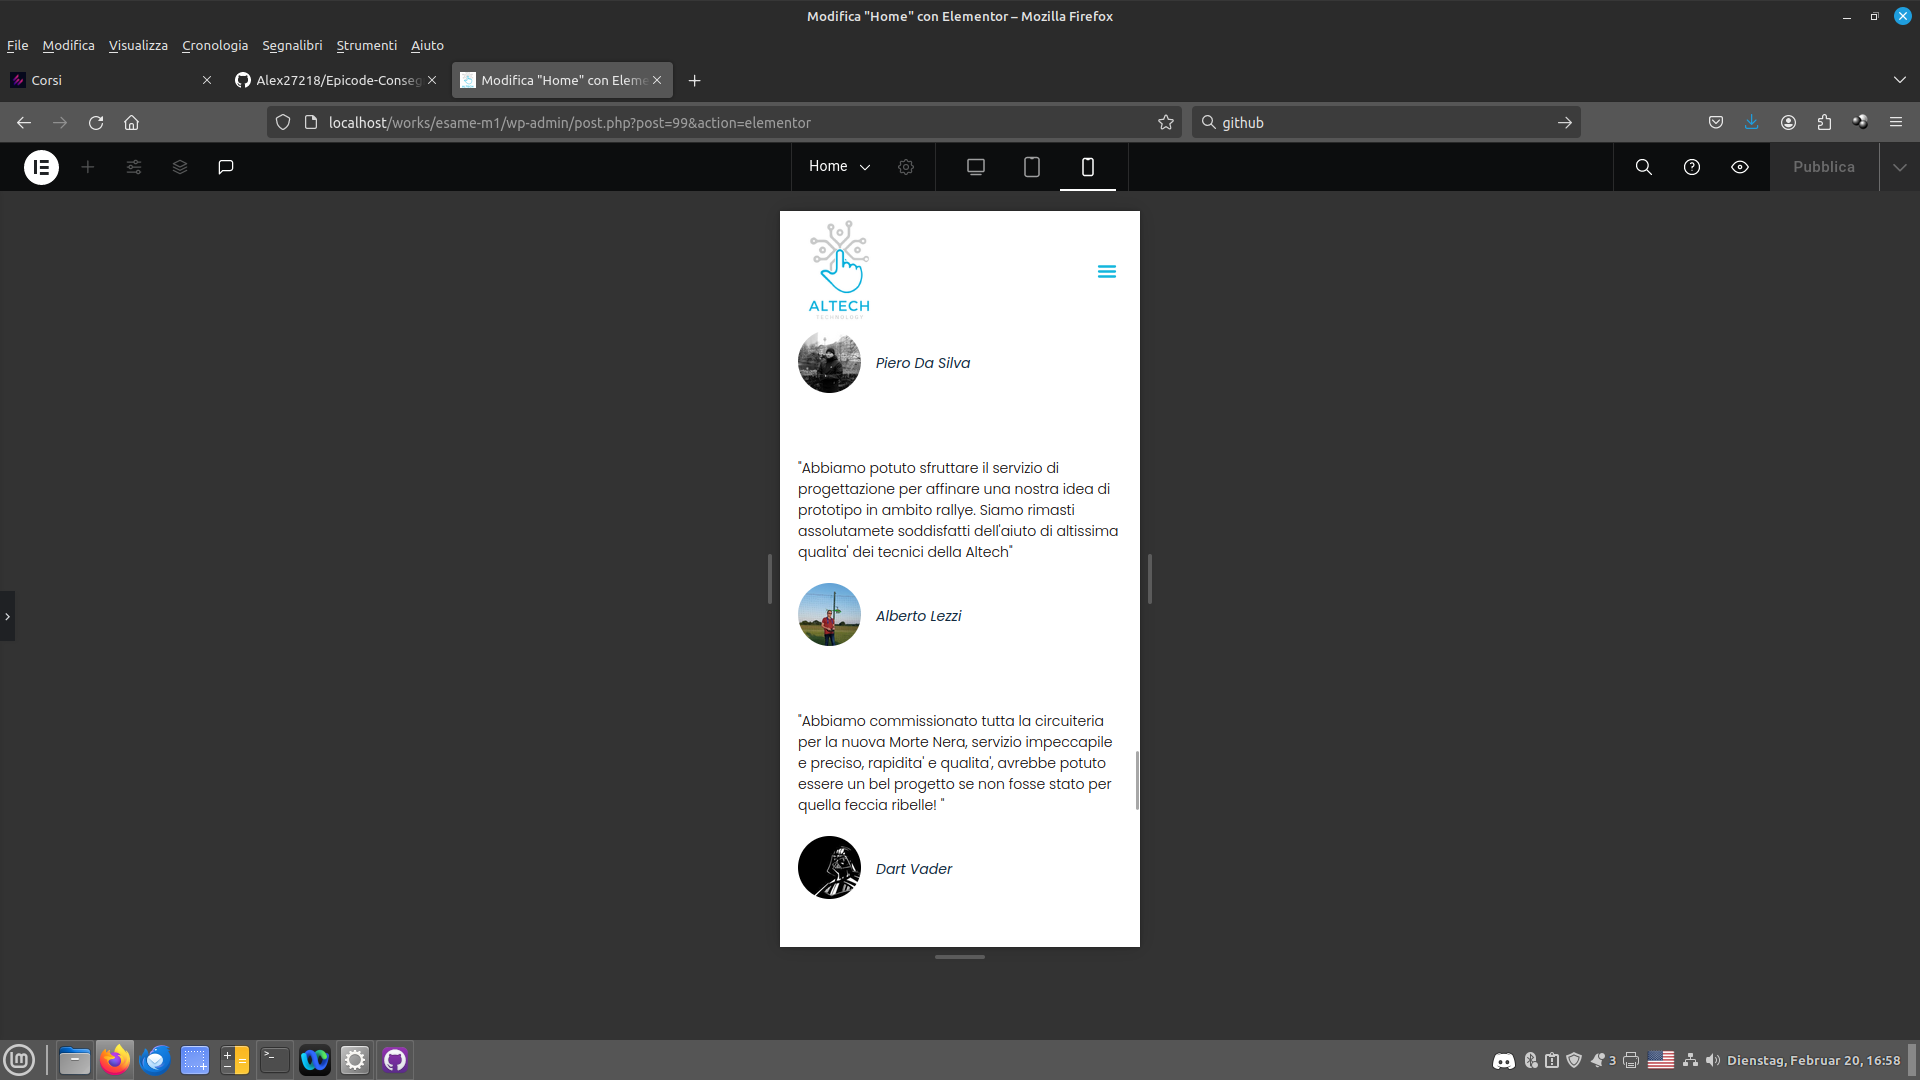 Modifica "Home" con Elementor – Mozilla Firefox
File Modifica Visualizza Cronologia Segnalibri Strumenti Aiuto
Corsi
Alex27218/Epicode-Conseg
Modifica "Home" con Eleme
localhost/works/esame-m1/wp-admin/post.php?post=99&action=elementor
github
Home
Pubblica
ALTECH
TECHNOLOGY
Piero Da Silva
"Abbiamo potuto sfruttare il servizio di
progettazione per affinare una nostra idea di
prototipo in ambito rallye. Siamo rimasti
assolutamete soddisfatti dell'aiuto di altissima
qualita' dei tecnici della Altech"
Alberto Lezzi
"Abbiamo commissionato tutta la circuiteria
per la nuova Morte Nera, servizio impeccapile
e preciso, rapidita' e qualita', avrebbe potuto
essere un bel progetto se non fosse stato per
quella feccia ribelle! "
Dart Vader
3
Dienstag, Februar 20, 16:58